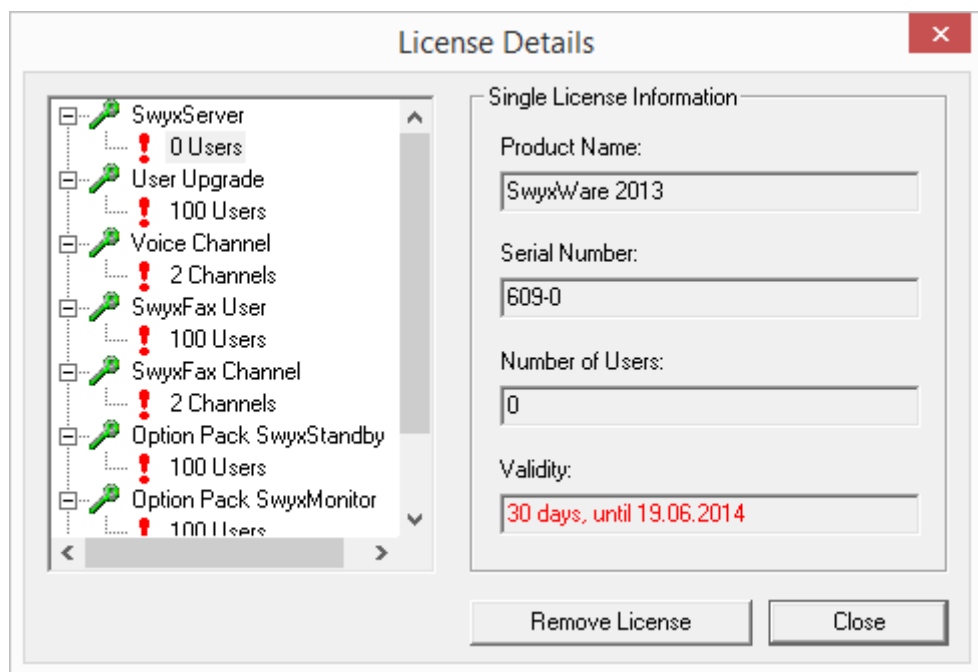 License Details
SwyxServer
0 Users
User Upgrade
100 Users
Voice Channel
2 Channels
SwyxFax User
100 Users
SwyxFax Channel
2 Channels
Option Pack SwyxStandby
100 Users
Option Pack SwyxMonitor
100 Users
Single License Information
Product Name:
SwyxWare 2013
Serial Number:
609-0
Number of Users:
0
Validity:
30 days, until 19.06.2014
Remove License
Close